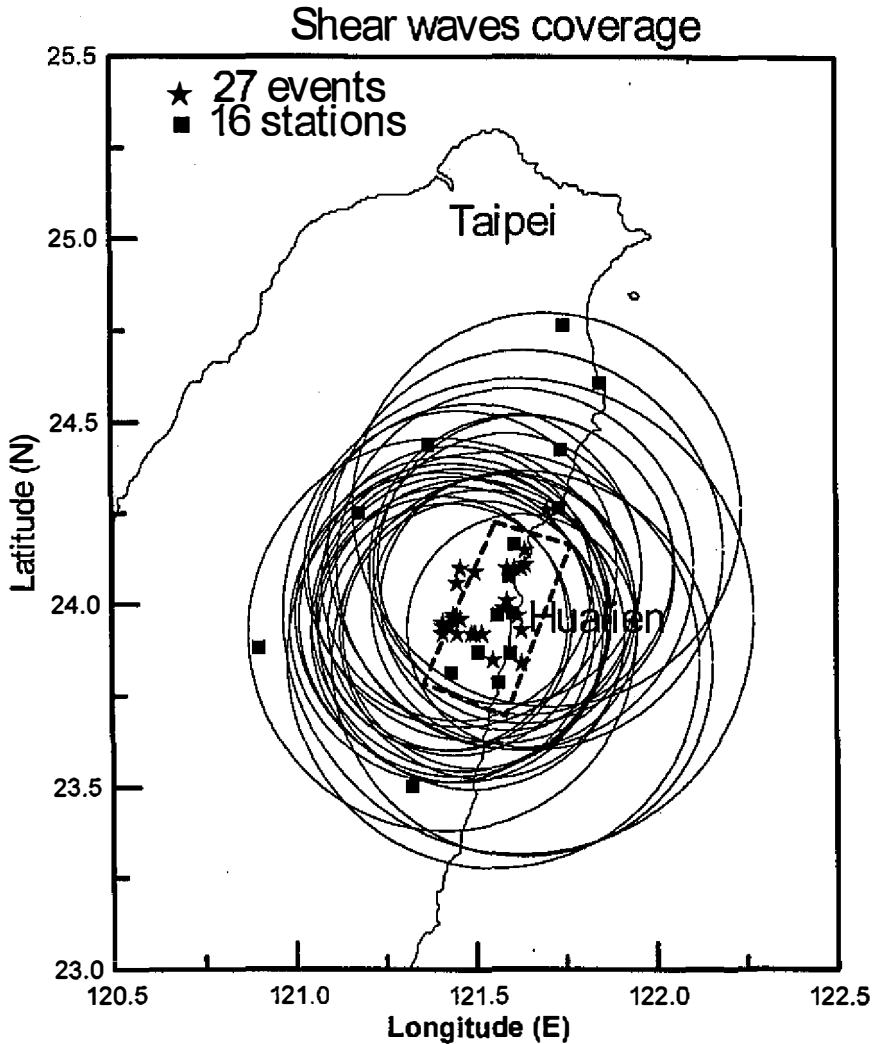 Shear waves coverage
★ 27 events
■ 16 stations
Taipei
Hualien
Latitude (N)
25.5
25.0
24.5
24.0
23.5
23.0
120.5 121.0 121.5 122.0 122.5
Longitude (E)